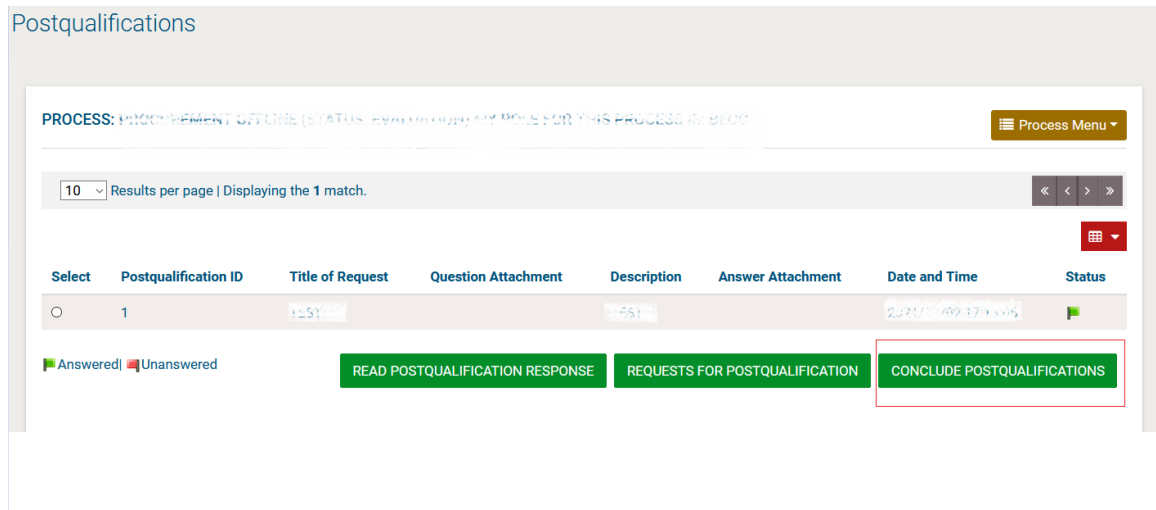 Postqualifications
PROCESS:
Process Menu
10 Results per page | Displaying the 1 match.
« < > »
Select Postqualification ID Title of Request Question Attachment Description Answer Attachment Date and Time Status
1
Answered| Unanswered READ POSTQUALIFICATION RESPONSE REQUESTS FOR POSTQUALIFICATION CONCLUDE POSTQUALIFICATIONS